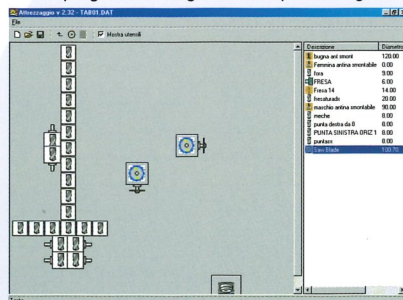 Attrezzaggio v 2.32 - TAB01.DAT
File
Mostra utensili
Descrizione Diametro
bugna ant smont 120.00
Femmina antina smontabile 0.00
fora 9.00
FRESA 6.00
Fresa 14 14.00
fresaturadx 20.00
maschio antina smontabile 90.00
meche 8.00
punta destra da 8 8.00
PUNTA SINISTRA ORIZ 1 8.00
puntasx 8.00
Saw Blade 100.70